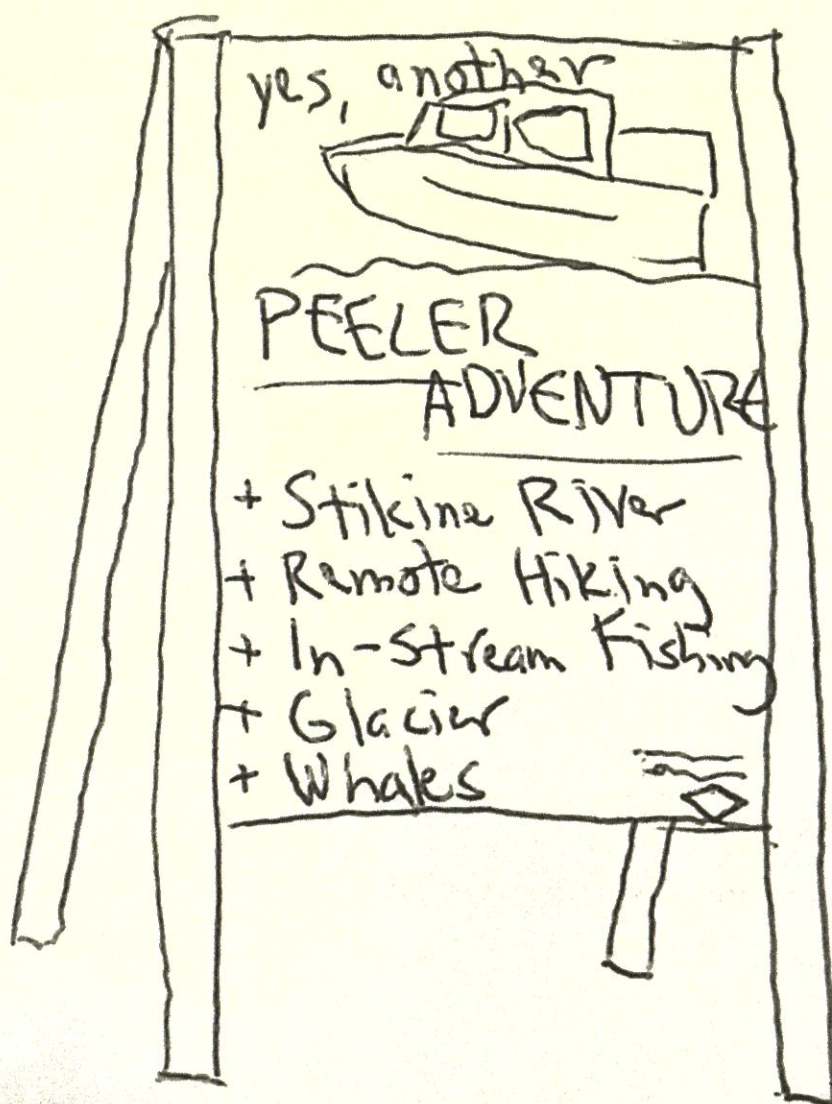 yes, another
PEELER
ADVENTURE
+ Stikine River
+ Remote Hiking
+ In-Stream Fishing
+ Glacier
+ Whales